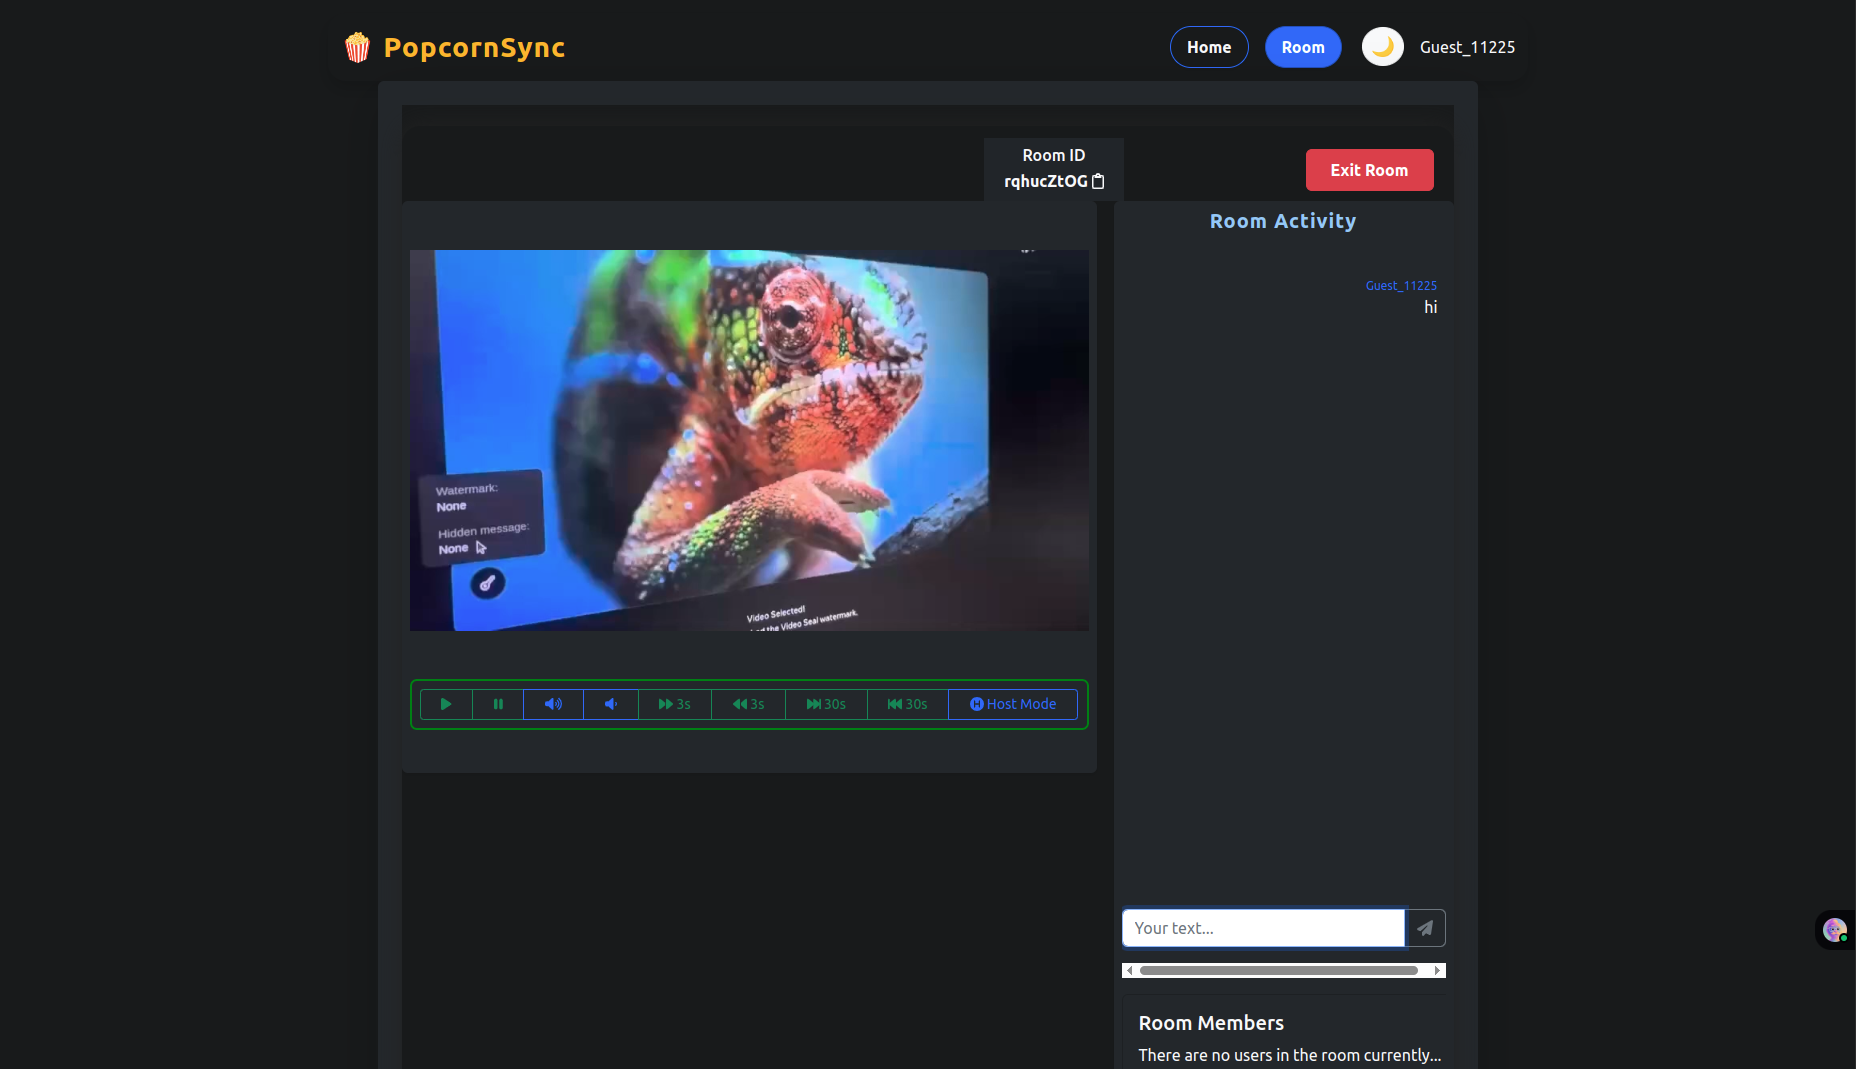 PopcornSync
Home
Room
Guest_11225
Room ID
rqhucZtOG
Exit Room
Room Activity
Guest_11225
hi
Watermark:
None
Hidden message:
None
Video Selected!
the Video Seal watermark.
3s
3s
30s
30s
H Host Mode
Your text...
Room Members
There are no users in the room currently...